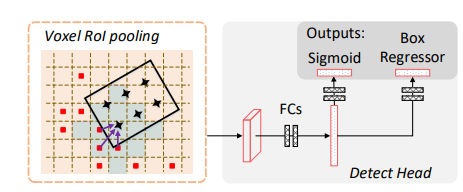 Voxel RoI pooling
Outputs:
Sigmoid
Box
Regressor
FCs
Detect Head